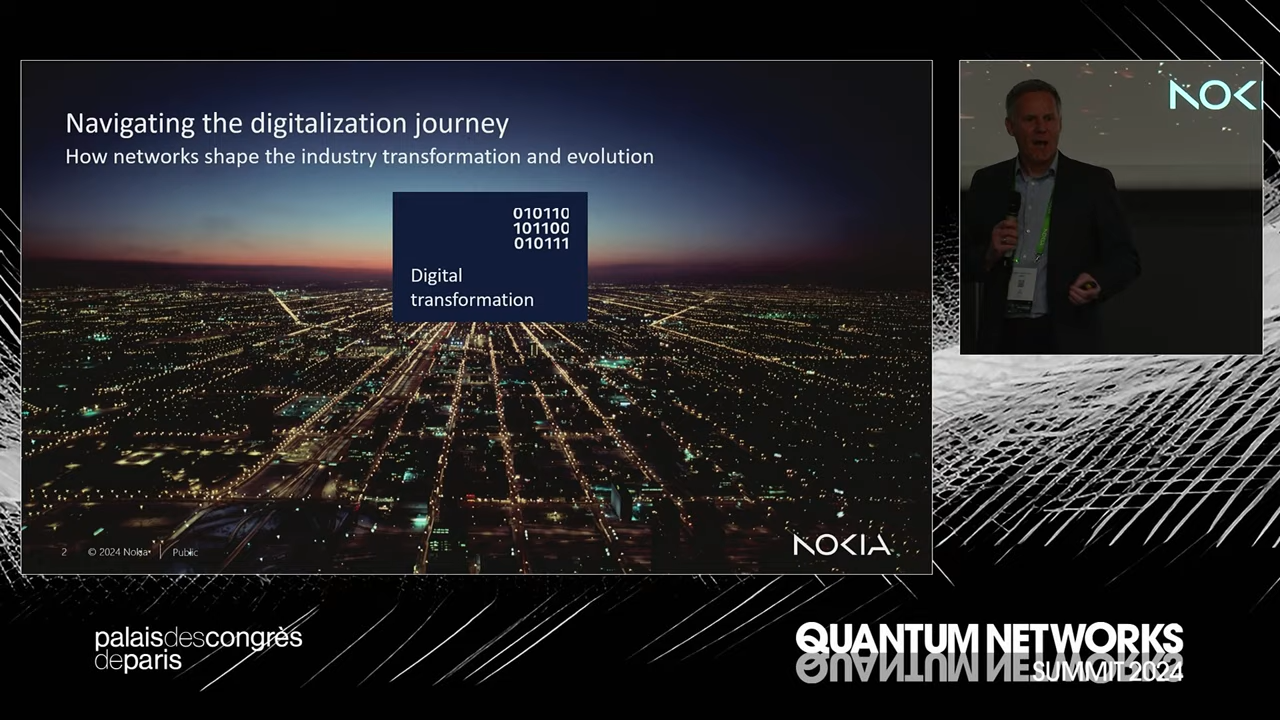 Navigating the digitalization journey
How networks shape the industry transformation and evolution
010110
101100
010111
Digital
transformation
2 © 2024 Nokia Public
NOKIA
NOKI
palaisdescongrès
deparis
QUANTUM NETWORKS
SUMMIT 2024